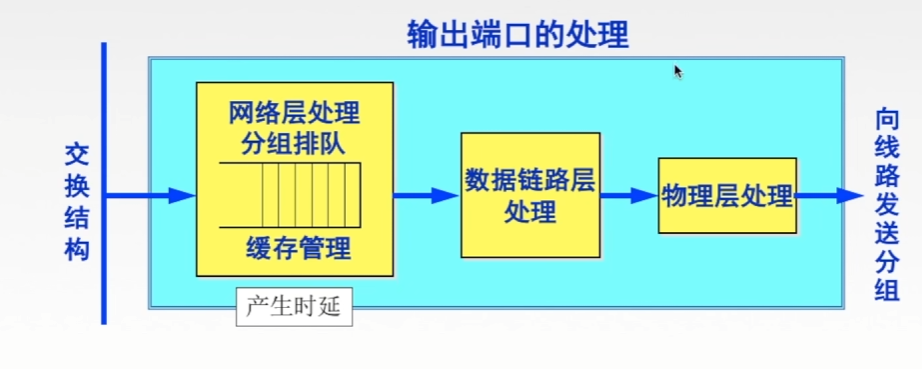 输出端口的处理
交换结构
网络层处理
分组排队
缓存管理
产生时延
数据链路层
处理
物理层处理
向线路发送分组